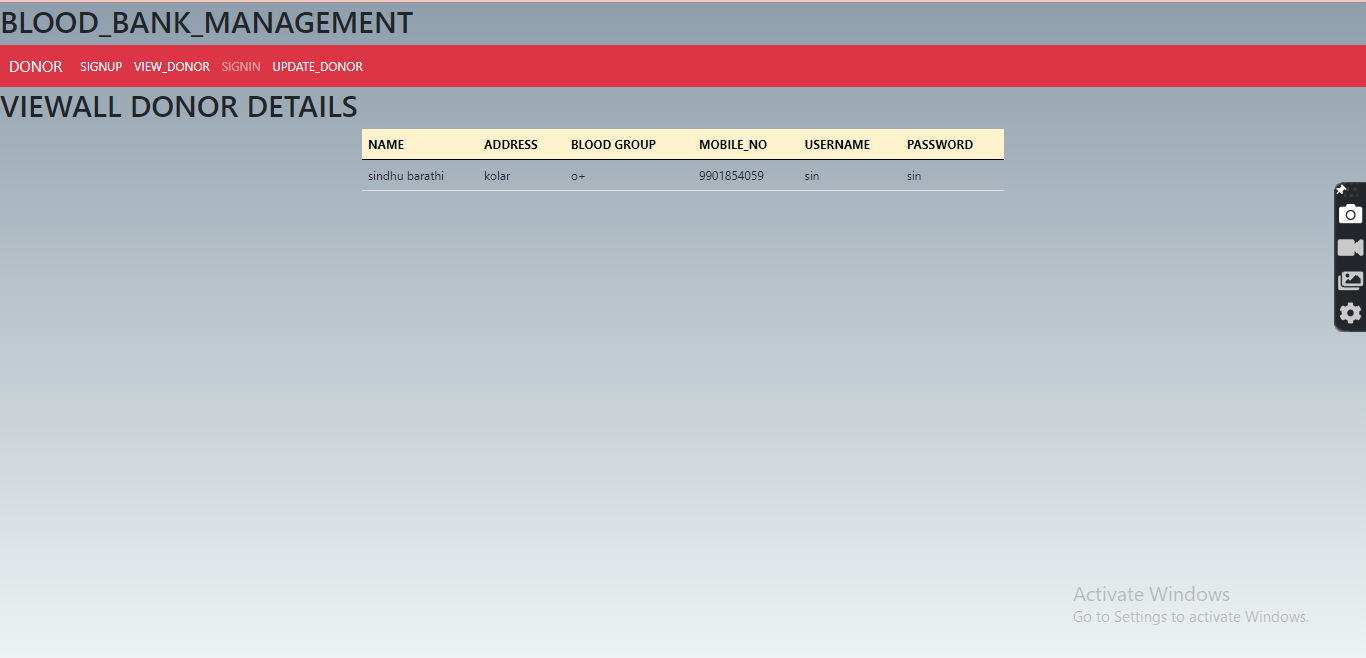 BLOOD_BANK_MANAGEMENT
DONOR SIGNUP VIEW_DONOR SIGNIN UPDATE_DONOR
VIEWALL DONOR DETAILS
NAME ADDRESS BLOOD GROUP MOBILE_NO USERNAME PASSWORD
sindhu barathi kolar o+ 9901854059 sin sin
Activate Windows
Go to Settings to activate Windows.